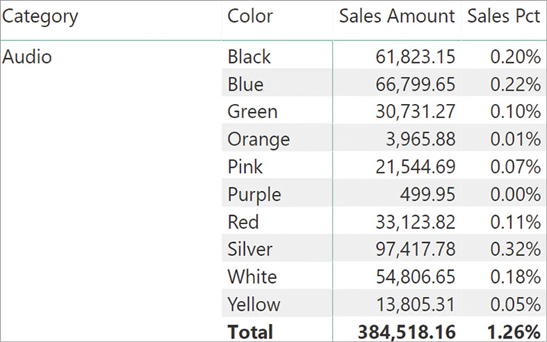 Category Color Sales Amount Sales Pct
Audio Black 61,823.15 0.20%
Blue 66,799.65 0.22%
Green 30,731.27 0.10%
Orange 3,965.88 0.01%
Pink 21,544.69 0.07%
Purple 499.95 0.00%
Red 33,123.82 0.11%
Silver 97,417.78 0.32%
White 54,806.65 0.18%
Yellow 13,805.31 0.05%
Total 384,518.16 1.26%